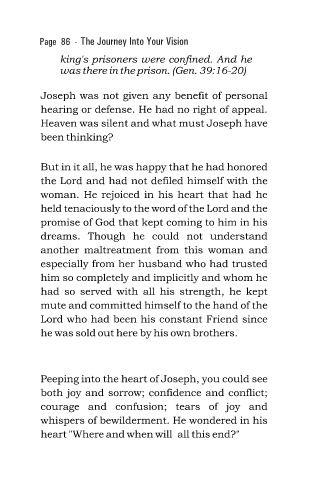 Page 86 - The Journey Into Your Vision
king's prisoners were confined. And he
was there in the prison. (Gen. 39:16-20)
Joseph was not given any benefit of personal
hearing or defense. He had no right of appeal.
Heaven was silent and what must Joseph have
been thinking?
But in it all, he was happy that he had honored
the Lord and had not defiled himself with the
woman. He rejoiced in his heart that had he
held tenaciously to the word of the Lord and the
promise of God that kept coming to him in his
dreams. Though he could not understand
another maltreatment from this woman and
especially from her husband who had trusted
him so completely and implicitly and whom he
had so served with all his strength, he kept
mute and committed himself to the hand of the
Lord who had been his constant Friend since
he was sold out here by his own brothers.
Peeping into the heart of Joseph, you could see
both joy and sorrow; confidence and conflict;
courage and confusion; tears of joy and
whispers of bewilderment. He wondered in his
heart "Where and when will all this end?"